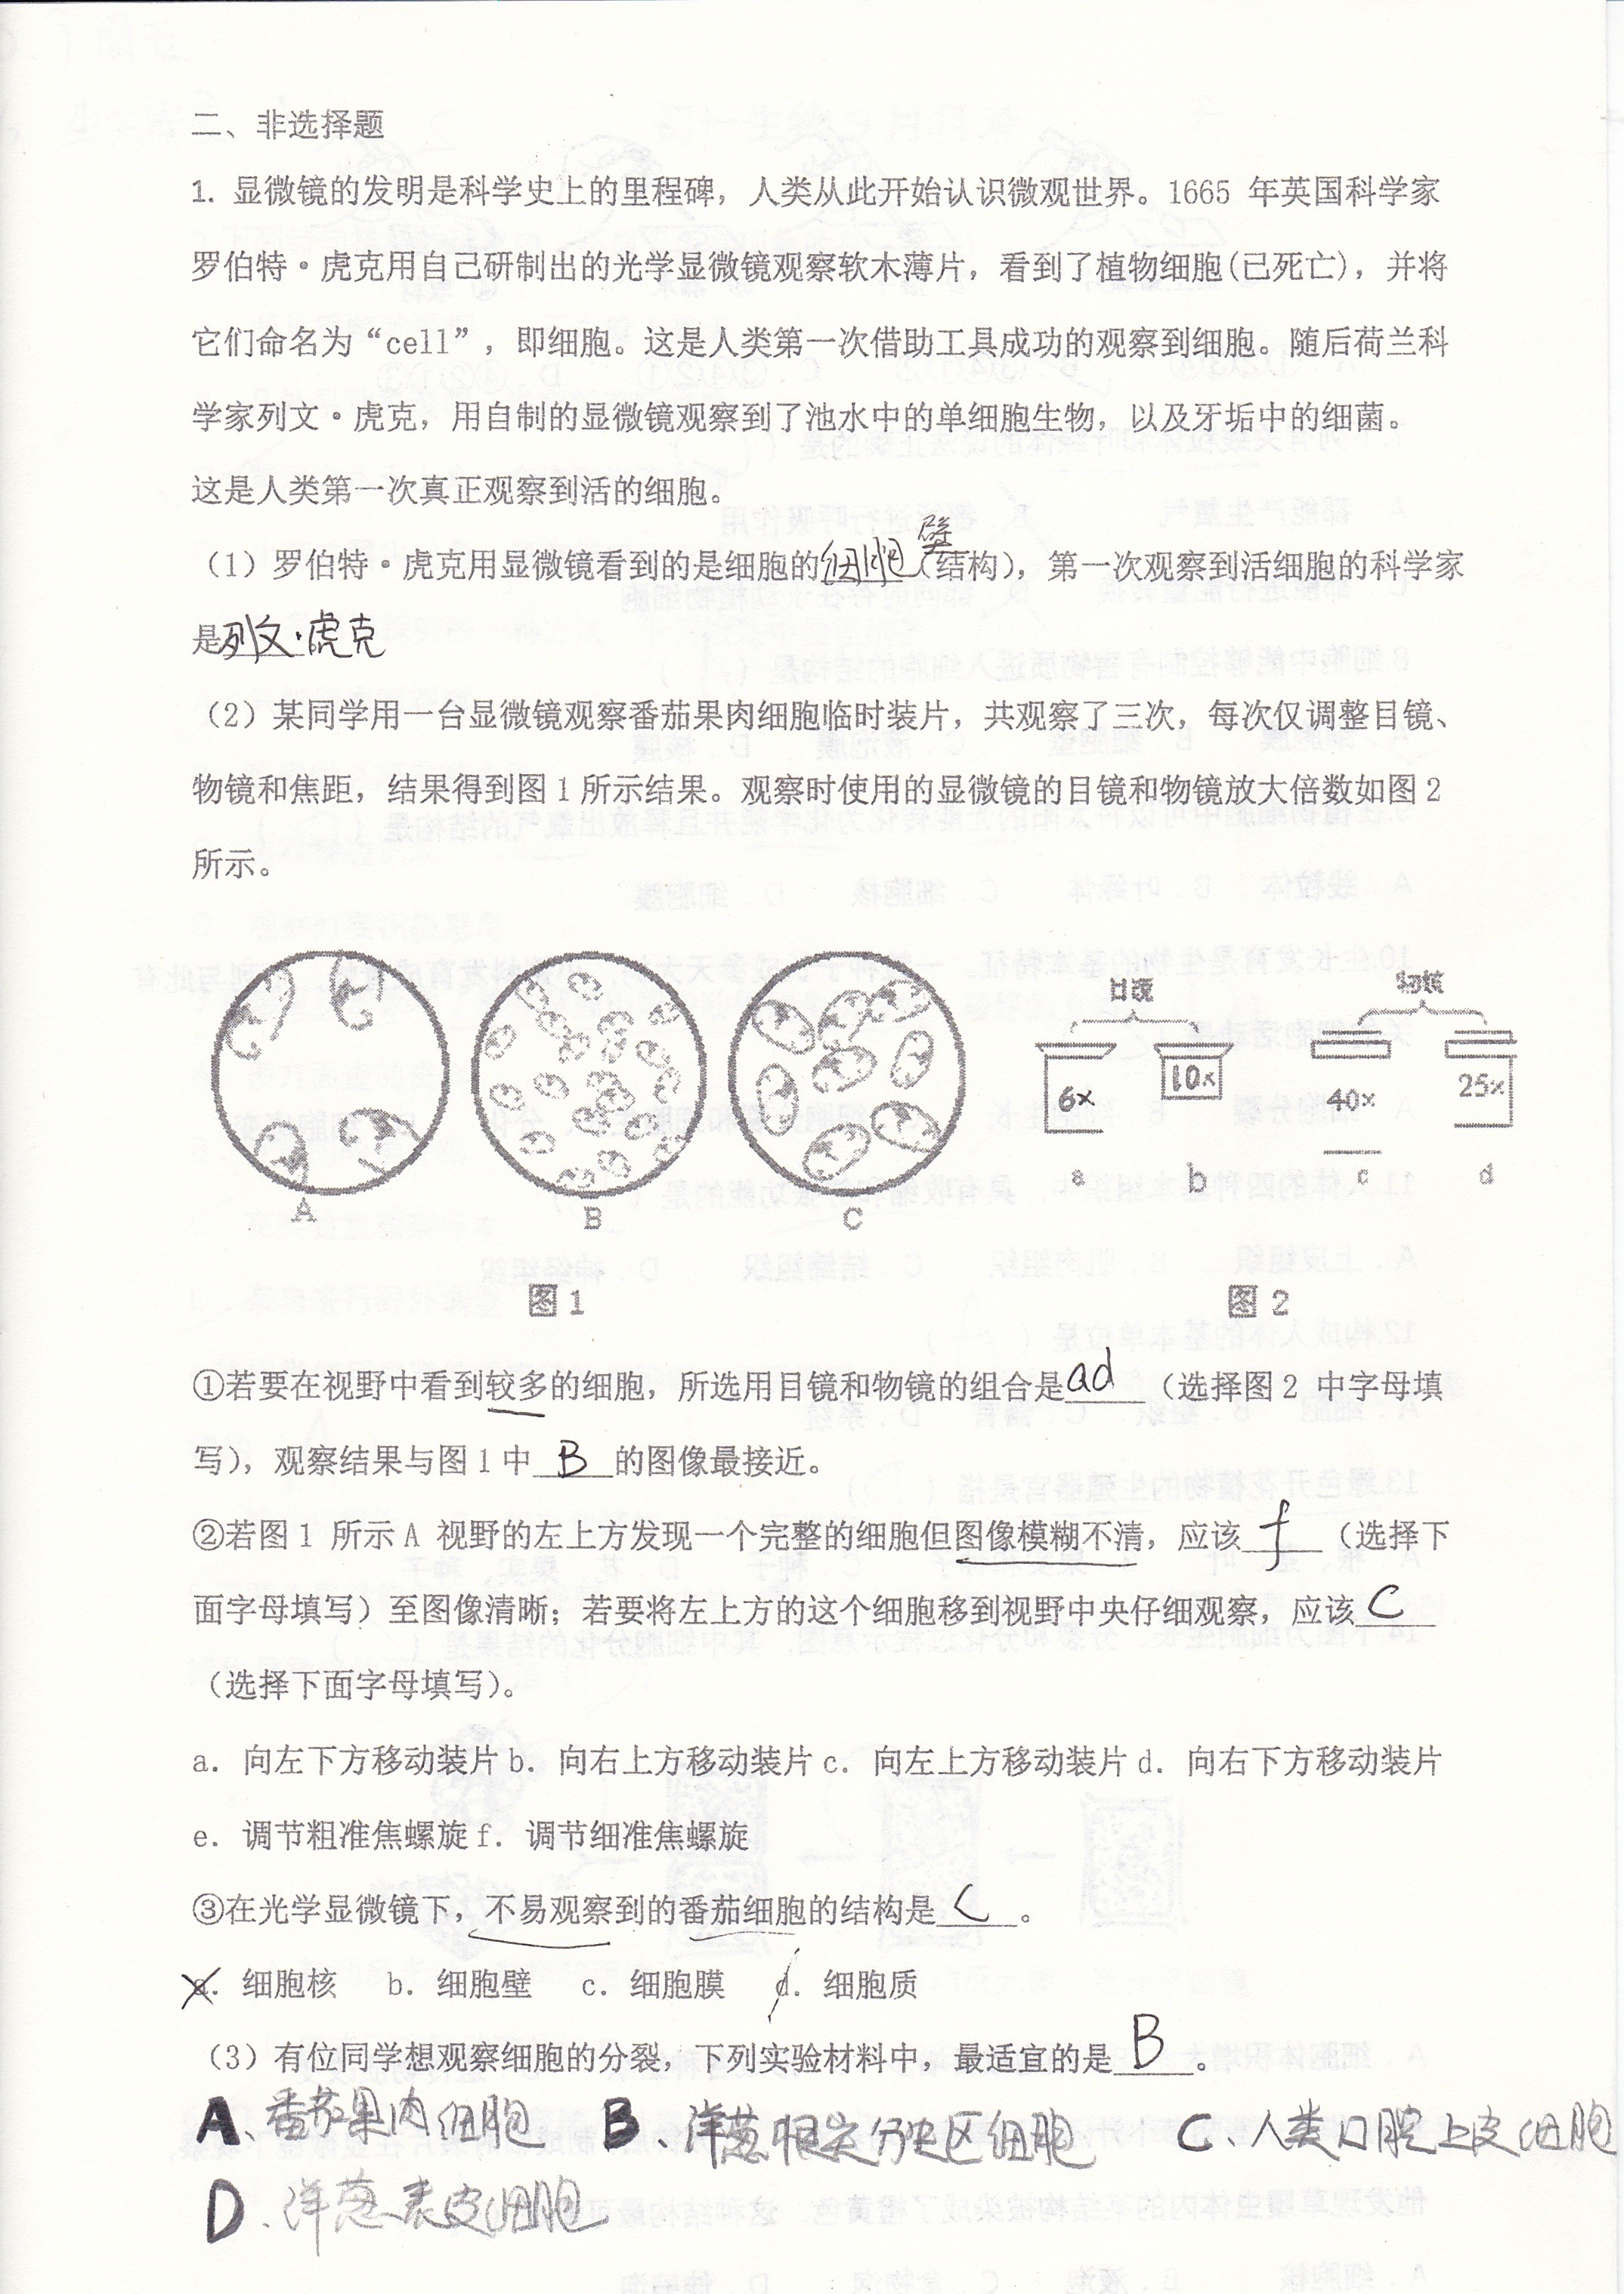 二、非选择题
1. 显微镜的发明是科学史上的里程碑，人类从此开始认识微观世界。1665 年英国科学家
罗伯特·虎克用自己研制出的光学显微镜观察软木薄片，看到了植物细胞(已死亡)，并将
它们命名为“cell”，即细胞。这是人类第一次借助工具成功的观察到细胞。随后荷兰科
学家列文·虎克，用自制的显微镜观察到了池水中的单细胞生物，以及牙垢中的细菌。
这是人类第一次真正观察到活的细胞。
（1）罗伯特·虎克用显微镜看到的是细胞的细胞壁（结构），第一次观察到活细胞的科学家
是列文·虎克
（2）某同学用一台显微镜观察番茄果肉细胞临时装片，共观察了三次，每次仅调整目镜、
物镜和焦距，结果得到图1所示结果。观察时使用的显微镜的目镜和物镜放大倍数如图2
所示。
目镜 物镜
6× 10× 40× 25×
a b c d
A B C
图1 图2
①若要在视野中看到较多的细胞，所选用目镜和物镜的组合是ad（选择图2 中字母填
写），观察结果与图1中B的图像最接近。
②若图1 所示A 视野的左上方发现一个完整的细胞但图像模糊不清，应该f（选择下
面字母填写）至图像清晰；若要将左上方的这个细胞移到视野中央仔细观察，应该C
（选择下面字母填写）。
a. 向左下方移动装片b. 向右上方移动装片c. 向左上方移动装片d. 向右下方移动装片
e. 调节粗准焦螺旋f. 调节细准焦螺旋
③在光学显微镜下，不易观察到的番茄细胞的结构是C。
a. 细胞核 b. 细胞壁 c. 细胞膜 d. 细胞质
（3）有位同学想观察细胞的分裂，下列实验材料中，最适宜的是B。
A、番茄果肉细胞 B、洋葱根尖分生区细胞 C、人类口腔上皮细胞
D、洋葱表皮细胞